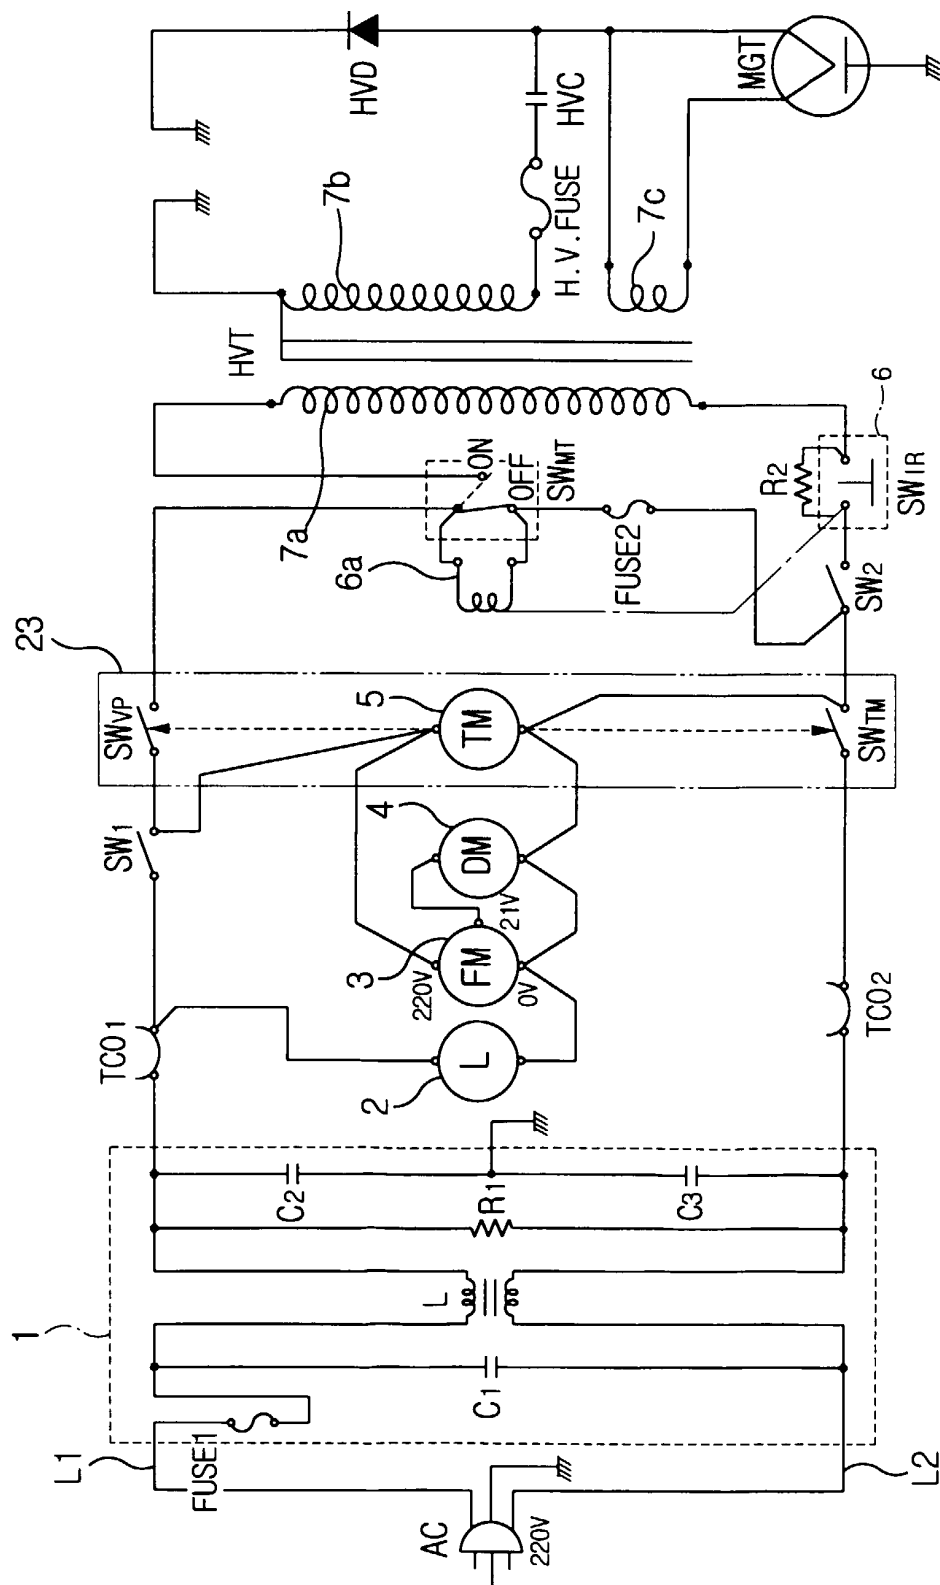 1
L1
FUSE1
AC
220V
L2
C1
L
R1
C2
C3
TCO1
2
L
3
FM
220V
0V
21V
4
DM
5
TM
TCO2
SW1
23
SWVP
SWTM
6a
7a
ON
OFF
SWMT
FUSE2
SW2
R2
6
SWIR
HVT
7b
H.V.FUSE
7c
HVD
HVC
MGT